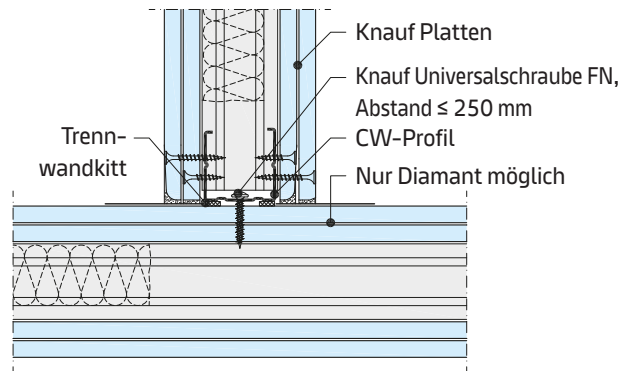 Knauf Platten
Knauf Universalschraube FN,
Abstand ≤ 250 mm
CW-Profil
Nur Diamant möglich
Trenn-
wandkitt